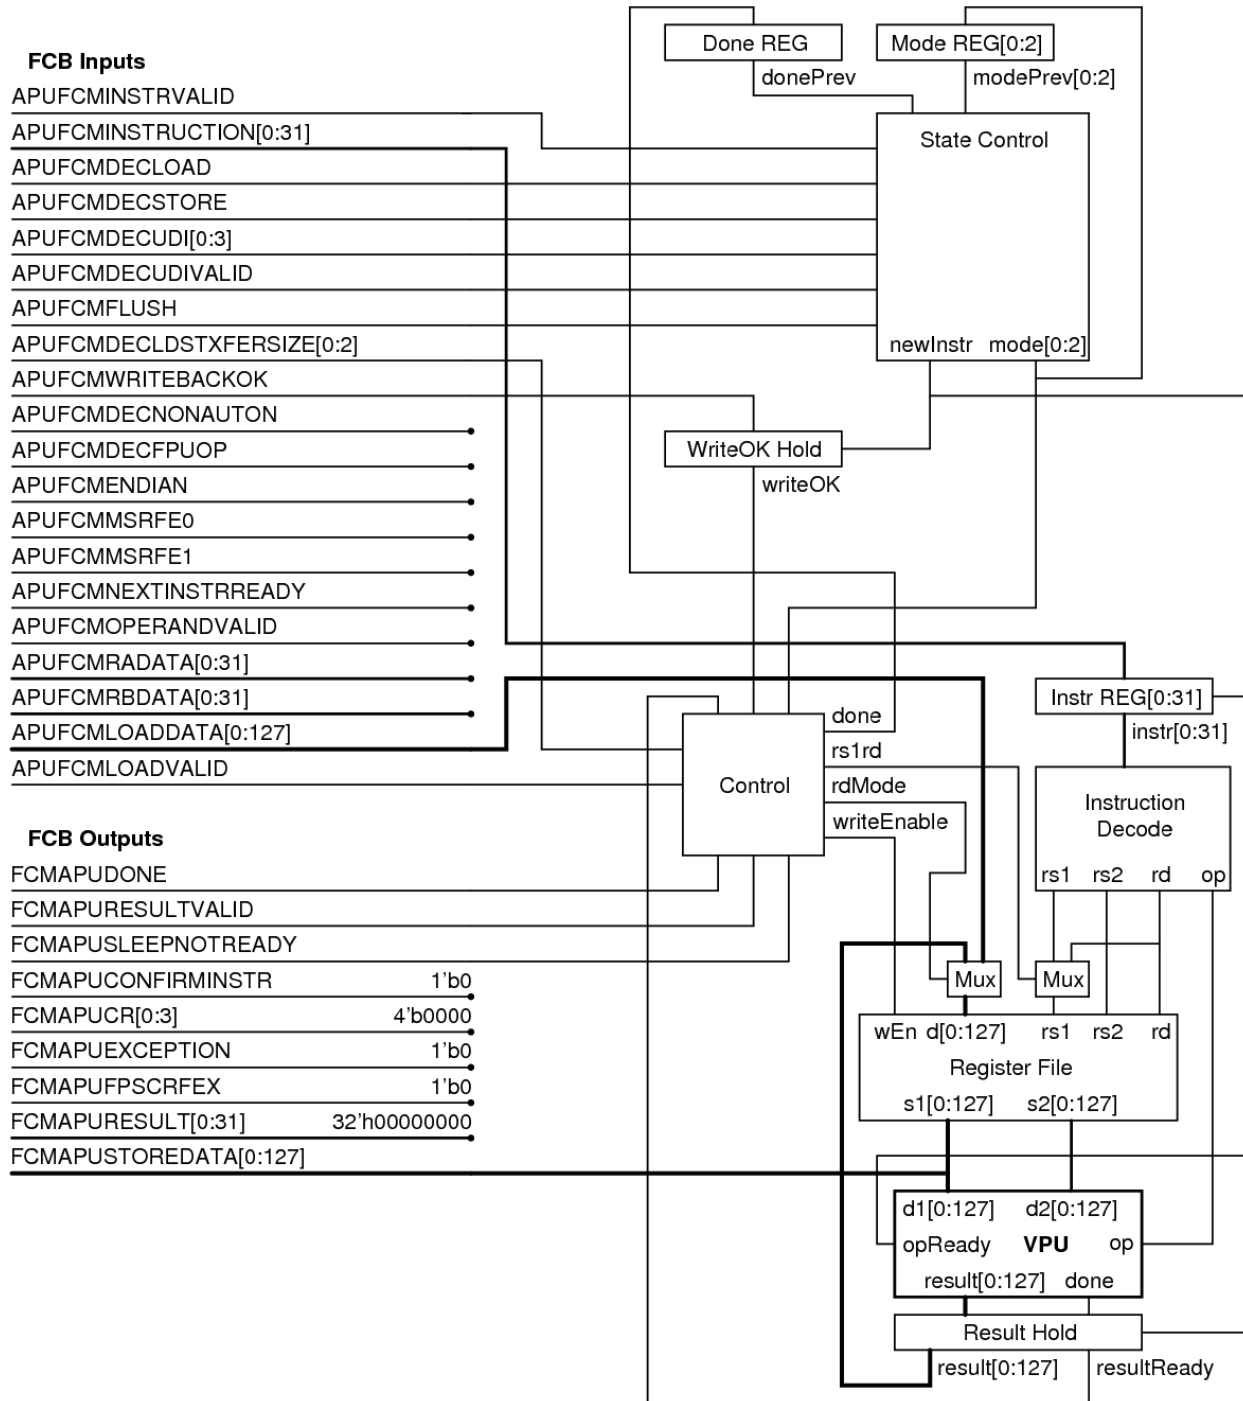 FCB Inputs
APUFCMINSTRVALID
APUFCMINSTRUCTION[0:31]
APUFCMDECLOAD
APUFCMDECSTORE
APUFCMDECUDI[0:3]
APUFCMDECUDIVALID
APUFCMFLUSH
APUFCMDECLDSTXFERSIZE[0:2]
APUFCMWRITEBACKOK
APUFCMDECNONAUTON
APUFCMDECFPUOP
APUFCMENDIAN
APUFCMMSRFE0
APUFCMMSRFE1
APUFCMNEXTINSTRREADY
APUFCMOPERANDVALID
APUFCMRADATA[0:31]
APUFCMRBDATA[0:31]
APUFCMLOADDATA[0:127]
APUFCMLOADVALID
FCB Outputs
FCMAPUDONE
FCMAPURESULTVALID
FCMAPUSLEEPNOTREADY
FCMAPUCONFIRMINSTR 1'b0
FCMAPUCR[0:3] 4'b0000
FCMAPUEXCEPTION 1'b0
FCMAPUFPSCRFEX 1'b0
FCMAPURESULT[0:31] 32'h00000000
FCMAPUSTOREDATA[0:127]
Done REG
donePrev
Mode REG[0:2]
modePrev[0:2]
State Control
newInstr mode[0:2]
WriteOK Hold
writeOK
Control
done
rs1rd
rdMode
writeEnable
Instr REG[0:31]
instr[0:31]
Instruction
Decode
rs1 rs2 rd op
Mux
Mux
wEn d[0:127] rs1 rs2 rd
Register File
s1[0:127] s2[0:127]
d1[0:127] d2[0:127]
opReady VPU op
result[0:127] done
Result Hold
result[0:127] resultReady